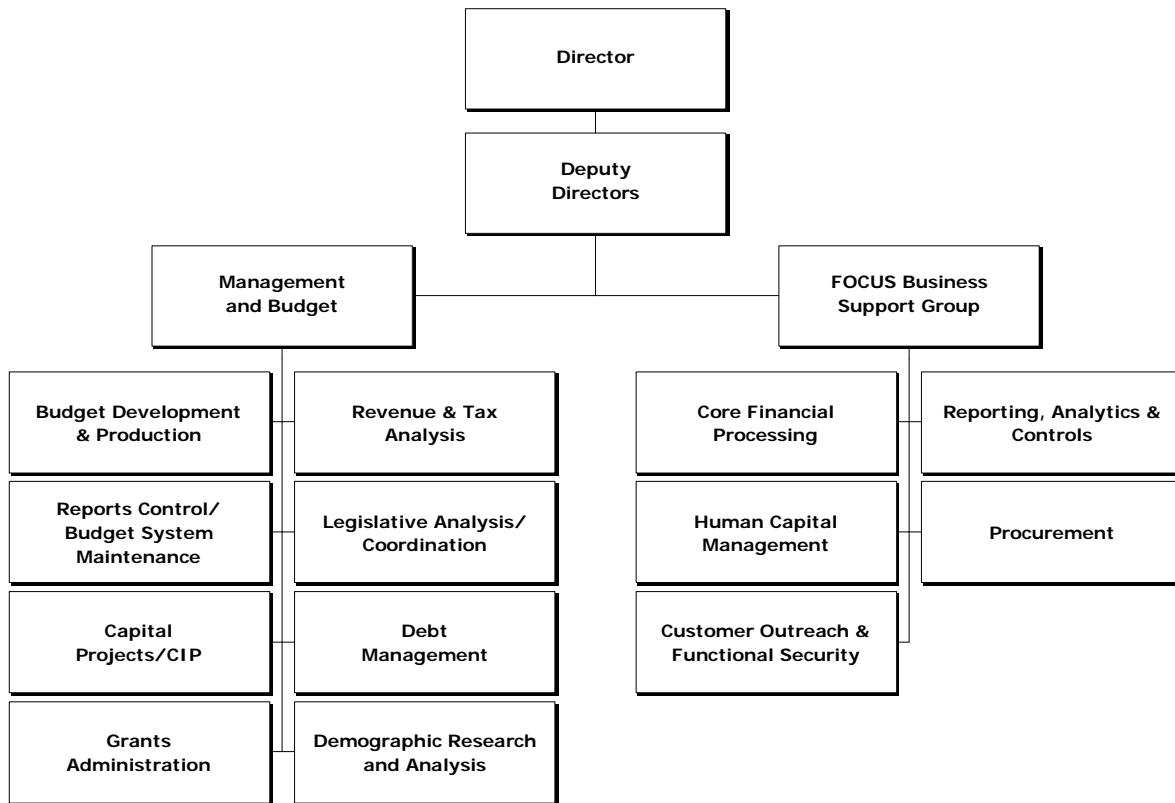 Director
Deputy
Directors
Management
and Budget
FOCUS Business
Support Group
Budget Development
& Production
Revenue & Tax
Analysis
Reports Control/
Budget System
Maintenance
Legislative Analysis/
Coordination
Capital
Projects/CIP
Debt
Management
Grants
Administration
Demographic Research
and Analysis
Core Financial
Processing
Reporting, Analytics &
Controls
Human Capital
Management
Procurement
Customer Outreach &
Functional Security